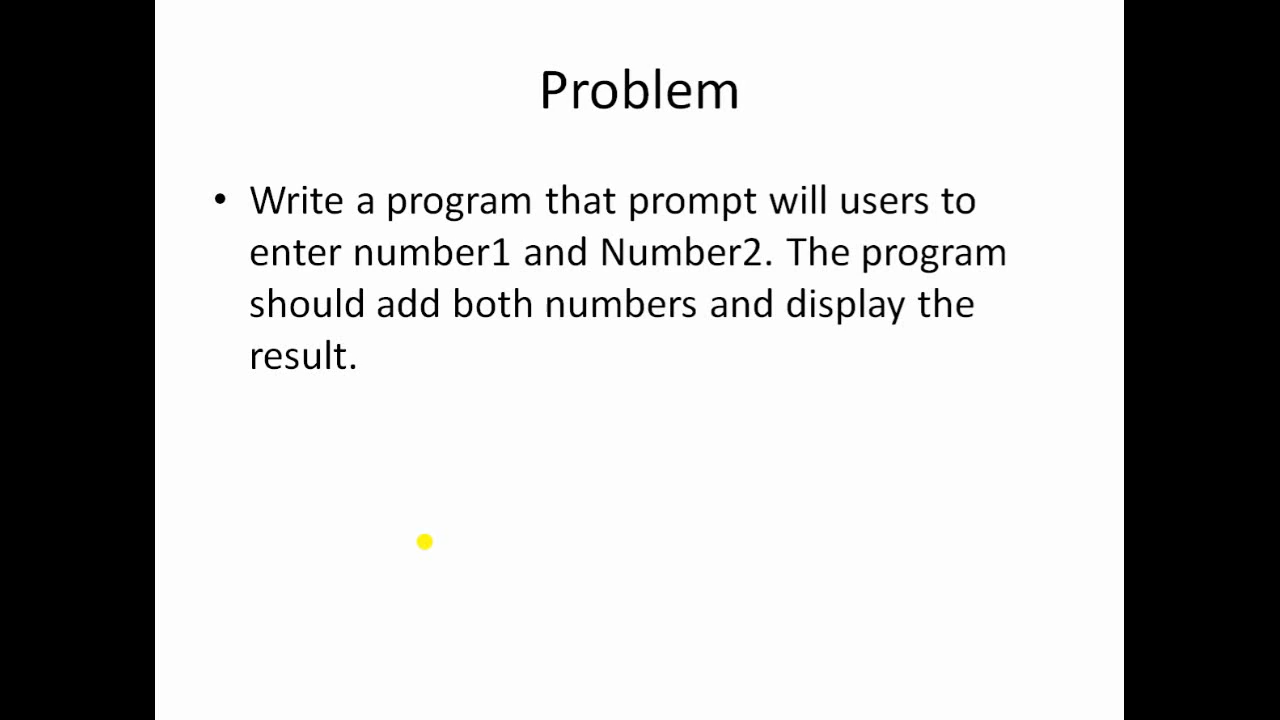 Problem
• Write a program that prompt will users to
enter number1 and Number2. The program
should add both numbers and display the
result.